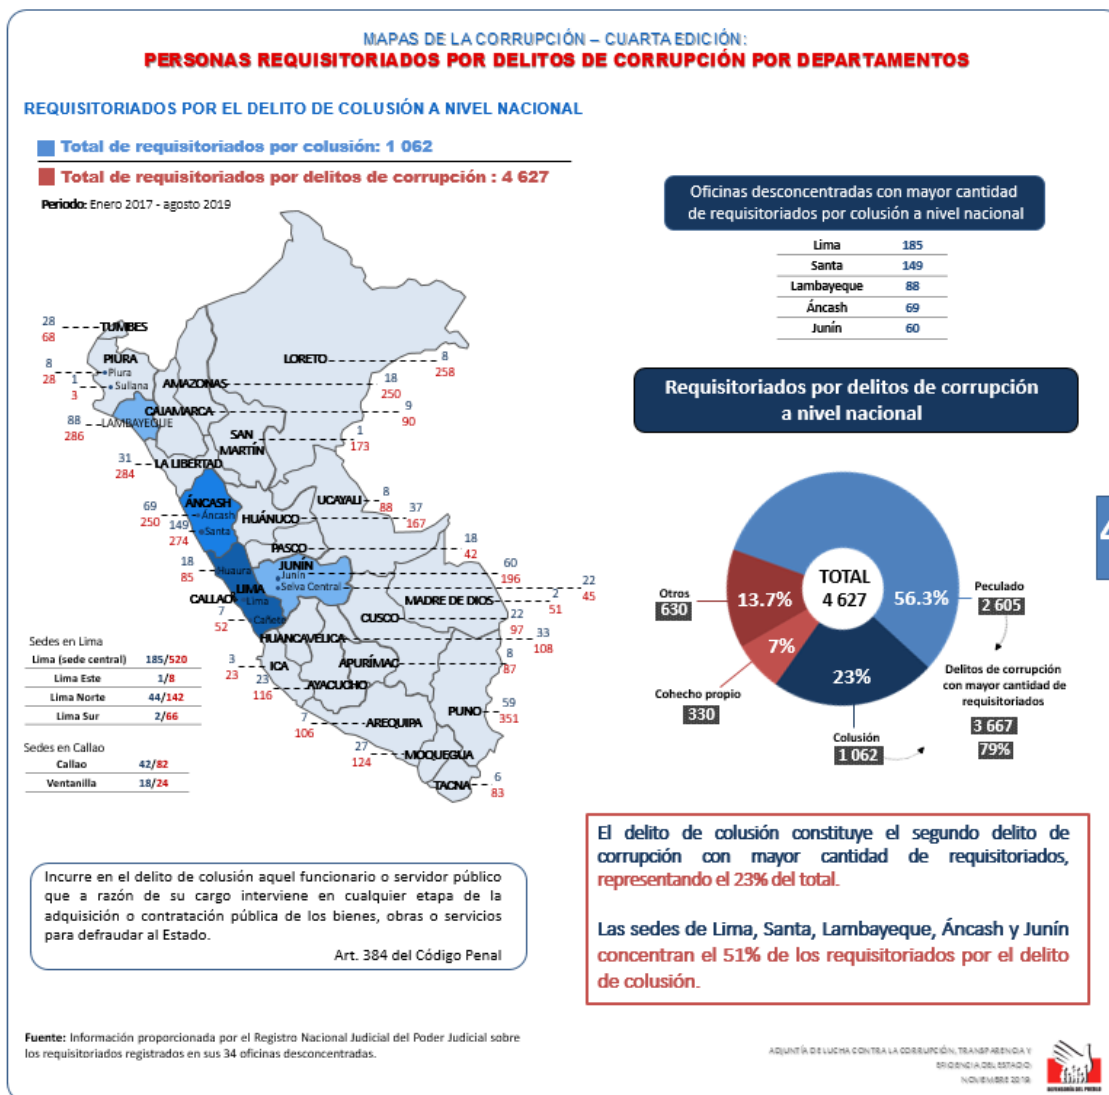 MAPAS DE LA CORRUPCIÓN – CUARTA EDICIÓN:
PERSONAS REQUISITORIADOS POR DELITOS DE CORRUPCIÓN POR DEPARTAMENTOS
REQUISITORIADOS POR EL DELITO DE COLUSIÓN A NIVEL NACIONAL
Total de requisitoriados por colusión: 1 062
Total de requisitoriados por delitos de corrupción : 4 627
Periodo: Enero 2017 - agosto 2019
28
68
TUMBES
PIURA
8
28
Piura
1
3
Sullana
LORETO
8
258
AMAZONAS
18
250
CAJAMARCA
9
90
88
286
LAMBAYEQUE
SAN
MARTÍN
1
173
31
284
LA LIBERTAD
ÁNCASH
69
250
Áncash
149
274
Santa
UCAYALI
8
88
HUÁNUCO
37
167
PASCO
18
42
18
85
Huaura
JUNÍN
Junín
60
196
Selva Central
22
45
LIMA
Lima
CALLAO
7
52
Cañete
MADRE DE DIOS
2
51
CUSCO
22
97
HUANCAVELICA
33
108
3
23
ICA
APURÍMAC
8
87
23
116
AYACUCHO
PUNO
59
351
7
106
AREQUIPA
27
124
MOQUEGUA
TACNA
6
83
Sedes en Lima
Lima (sede central) 185/520
Lima Este 1/8
Lima Norte 44/142
Lima Sur 2/66
Sedes en Callao
Callao 42/82
Ventanilla 18/24
Oficinas desconcentradas con mayor cantidad
de requisitoriados por colusión a nivel nacional
Lima 185
Santa 149
Lambayeque 88
Áncash 69
Junín 60
Requisitoriados por delitos de corrupción
a nivel nacional
TOTAL
4 627
56.3%
23%
7%
13.7%
Otros
630
Cohecho propio
330
Colusión
1 062
Peculado
2 605
Delitos de corrupción
con mayor cantidad de
requisitoriados
3 667
79%
4
El delito de colusión constituye el segundo delito de
corrupción con mayor cantidad de requisitoriados,
representando el 23% del total.
Las sedes de Lima, Santa, Lambayeque, Áncash y Junín
concentran el 51% de los requisitoriados por el delito
de colusión.
Incurre en el delito de colusión aquel funcionario o servidor público
que a razón de su cargo interviene en cualquier etapa de la
adquisición o contratación pública de los bienes, obras o servicios
para defraudar al Estado.
Art. 384 del Código Penal
Fuente: Información proporcionada por el Registro Nacional Judicial del Poder Judicial sobre
los requisitoriados registrados en sus 34 oficinas desconcentradas.
ADJUNTÍA DE LUCHA CONTRA LA CORRUPCIÓN, TRANSPARENCIA Y
EFICIENCIA DEL ESTADO
NOVIEMBRE 2019
DEFENSORÍA DEL PUEBLO